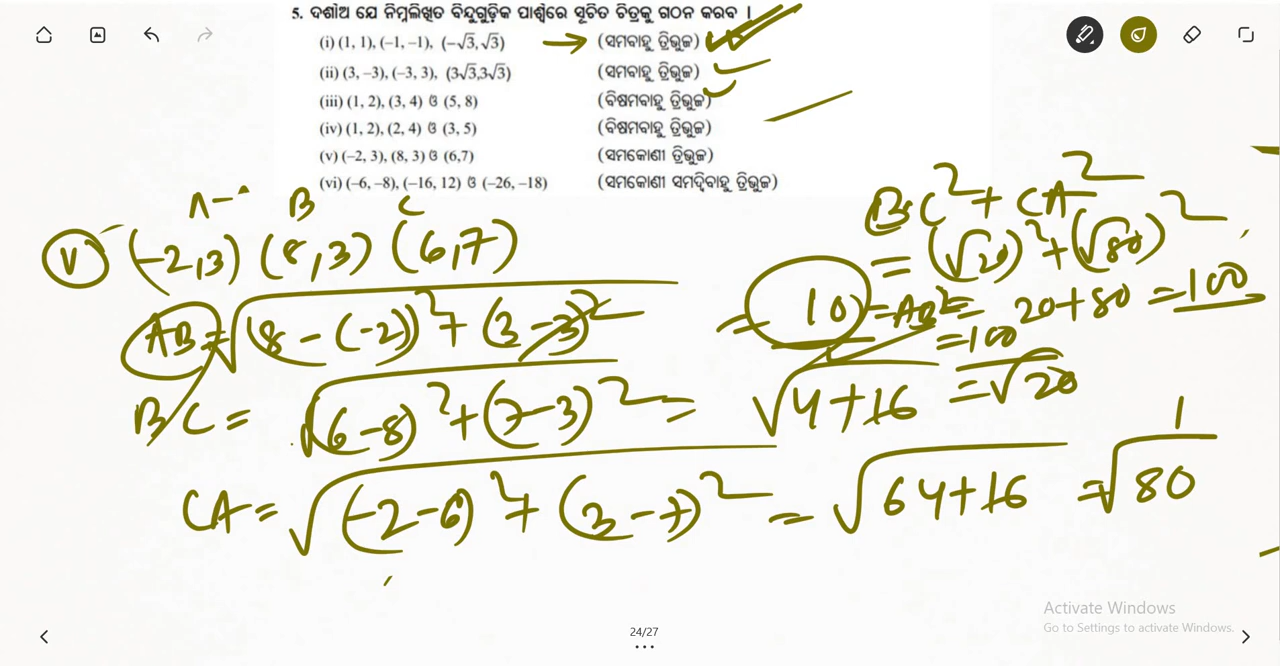 5. ଦର୍ଶାଅ ଯେ ନିମ୍ନଲିଖିତ ବିନ୍ଦୁଗୁଡ଼ିକ ପାର୍ଶ୍ୱରେ ସୂଚିତ ଚିତ୍ରକୁ ଗଠନ କରବ ।
(i) (1, 1), (−1, −1), (−√3,√3) → (ସମବାହୁ ତ୍ରିଭୁଜ)
(ii) (3, −3), (−3, 3), (3√3,3√3) (ସମବାହୁ ତ୍ରିଭୁଜ)
(iii) (1, 2), (3, 4) ଓ (5, 8) (ବିଷମବାହୁ ତ୍ରିଭୁଜ)
(iv) (1, 2), (2, 4) ଓ (3, 5) (ବିଷମବାହୁ ତ୍ରିଭୁଜ)
(v) (−2, 3), (8, 3) ଓ (6,7) (ସମକୋଣୀ ତ୍ରିଭୁଜ)
(vi) (−6, −8), (−16, 12) ଓ (−26, −18) (ସମକୋଣୀ ସମଦ୍ୱିବାହୁ ତ୍ରିଭୁଜ)
A B C
(v) (−2,3) (8,3) (6,7)
AB = √(8−(−2))²+(3−3)² = 10 = AB² = 100
BC = √(6−8)²+(7−3)² = √4+16 = √20
CA = √(−2−6)²+(3−7)² = √64+16 = √80
BC²+CA²
= (√20)²+(√80)²
= 20+80 = 100
Activate Windows
Go to Settings to activate Windows.
24/27